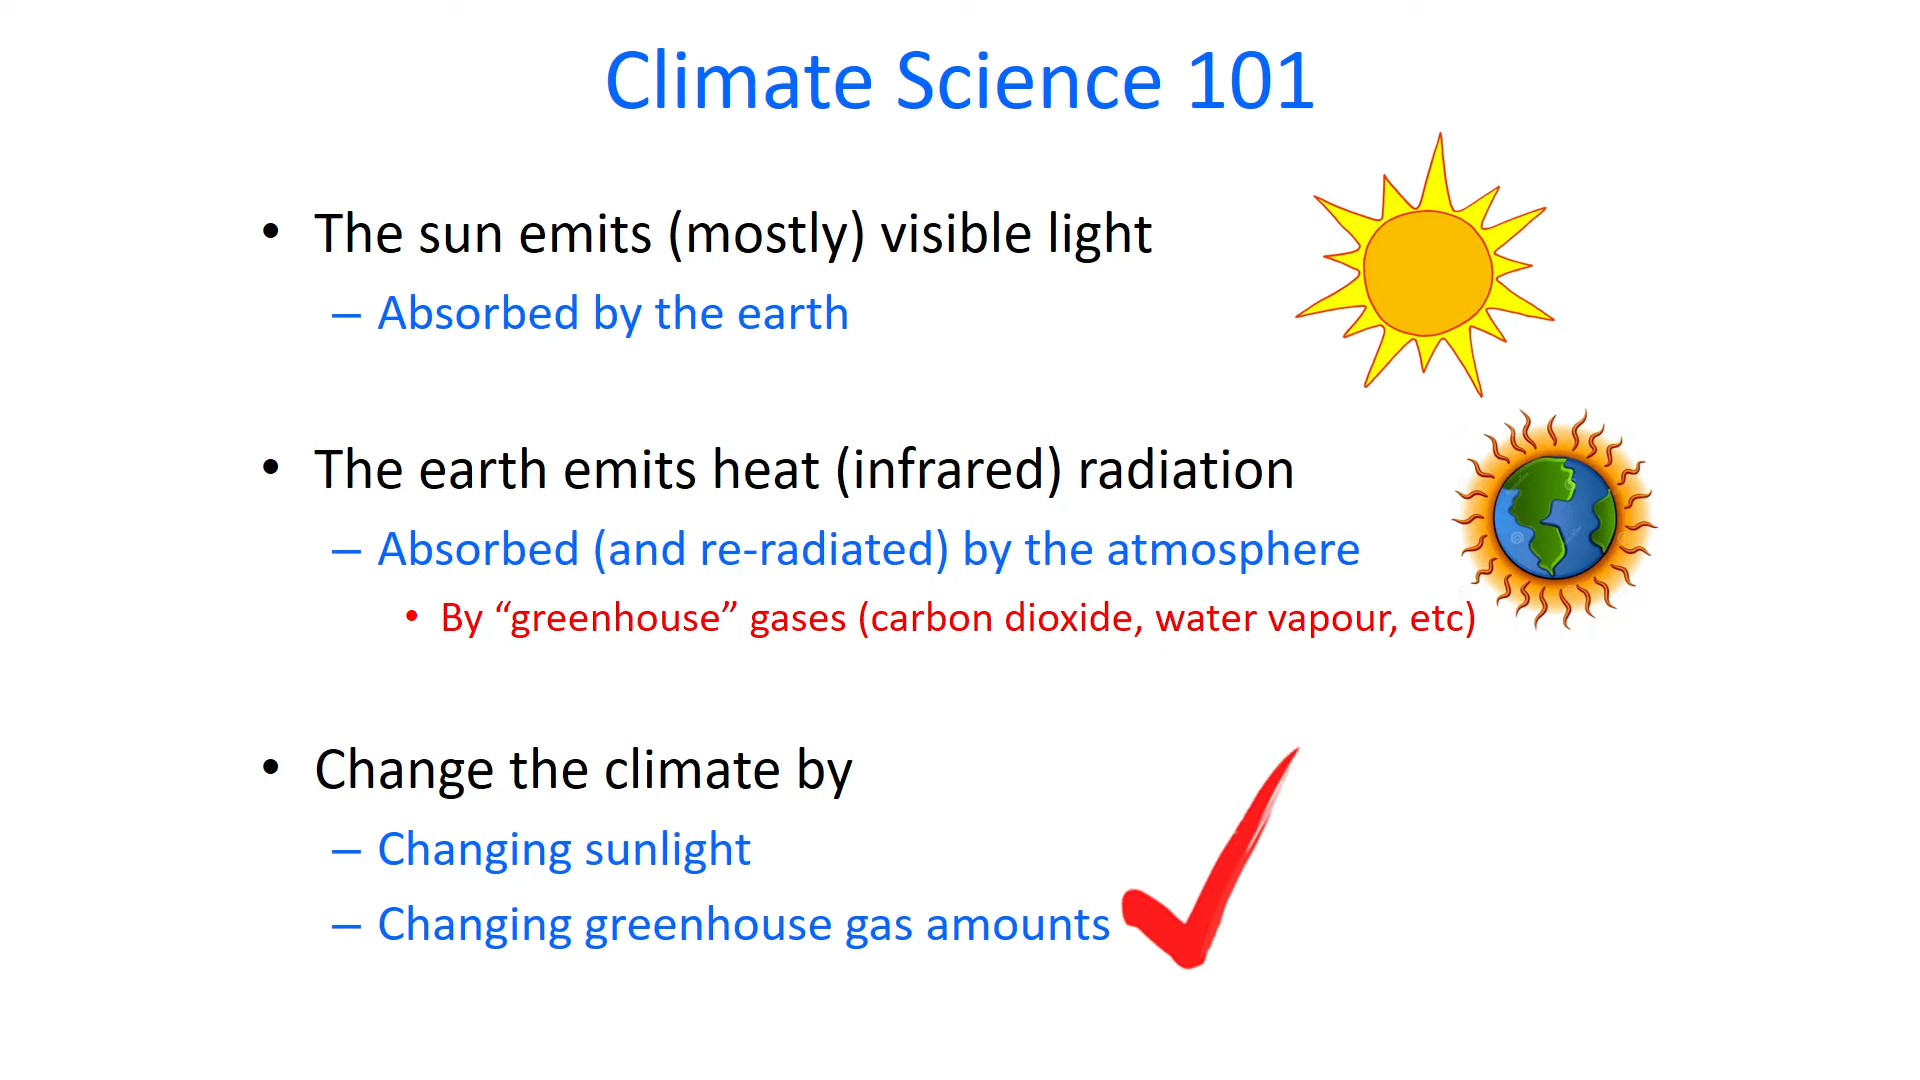 Climate Science 101
• The sun emits (mostly) visible light
– Absorbed by the earth
• The earth emits heat (infrared) radiation
– Absorbed (and re-radiated) by the atmosphere
• By “greenhouse” gases (carbon dioxide, water vapour, etc)
• Change the climate by
– Changing sunlight
– Changing greenhouse gas amounts